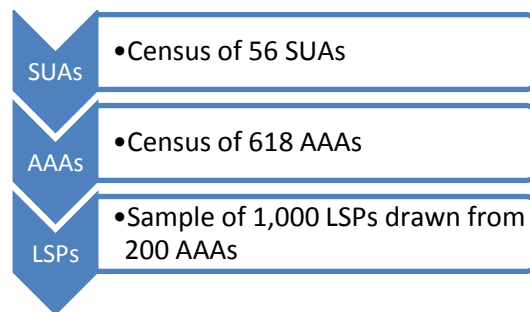 SUAs
•Census of 56 SUAs
AAAs
•Census of 618 AAAs
LSPs
•Sample of 1,000 LSPs drawn from
200 AAAs